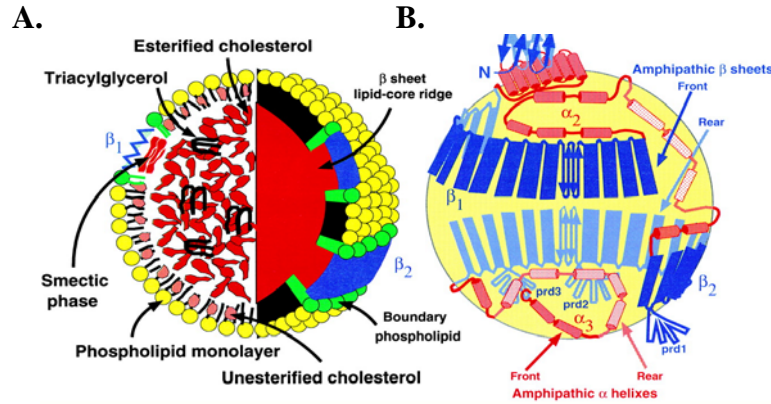 A.
Esterified cholesterol
Triacylglycerol
β sheet
lipid-core ridge
β1
β2
Smectic
phase
Boundary
phospholipid
Phospholipid monolayer
Unesterified cholesterol
B.
N
Amphipathic β sheets
Front
Rear
α2
β1
β2
prd3
prd2
C
α3
prd1
Front
Rear
Amphipathic α helixes